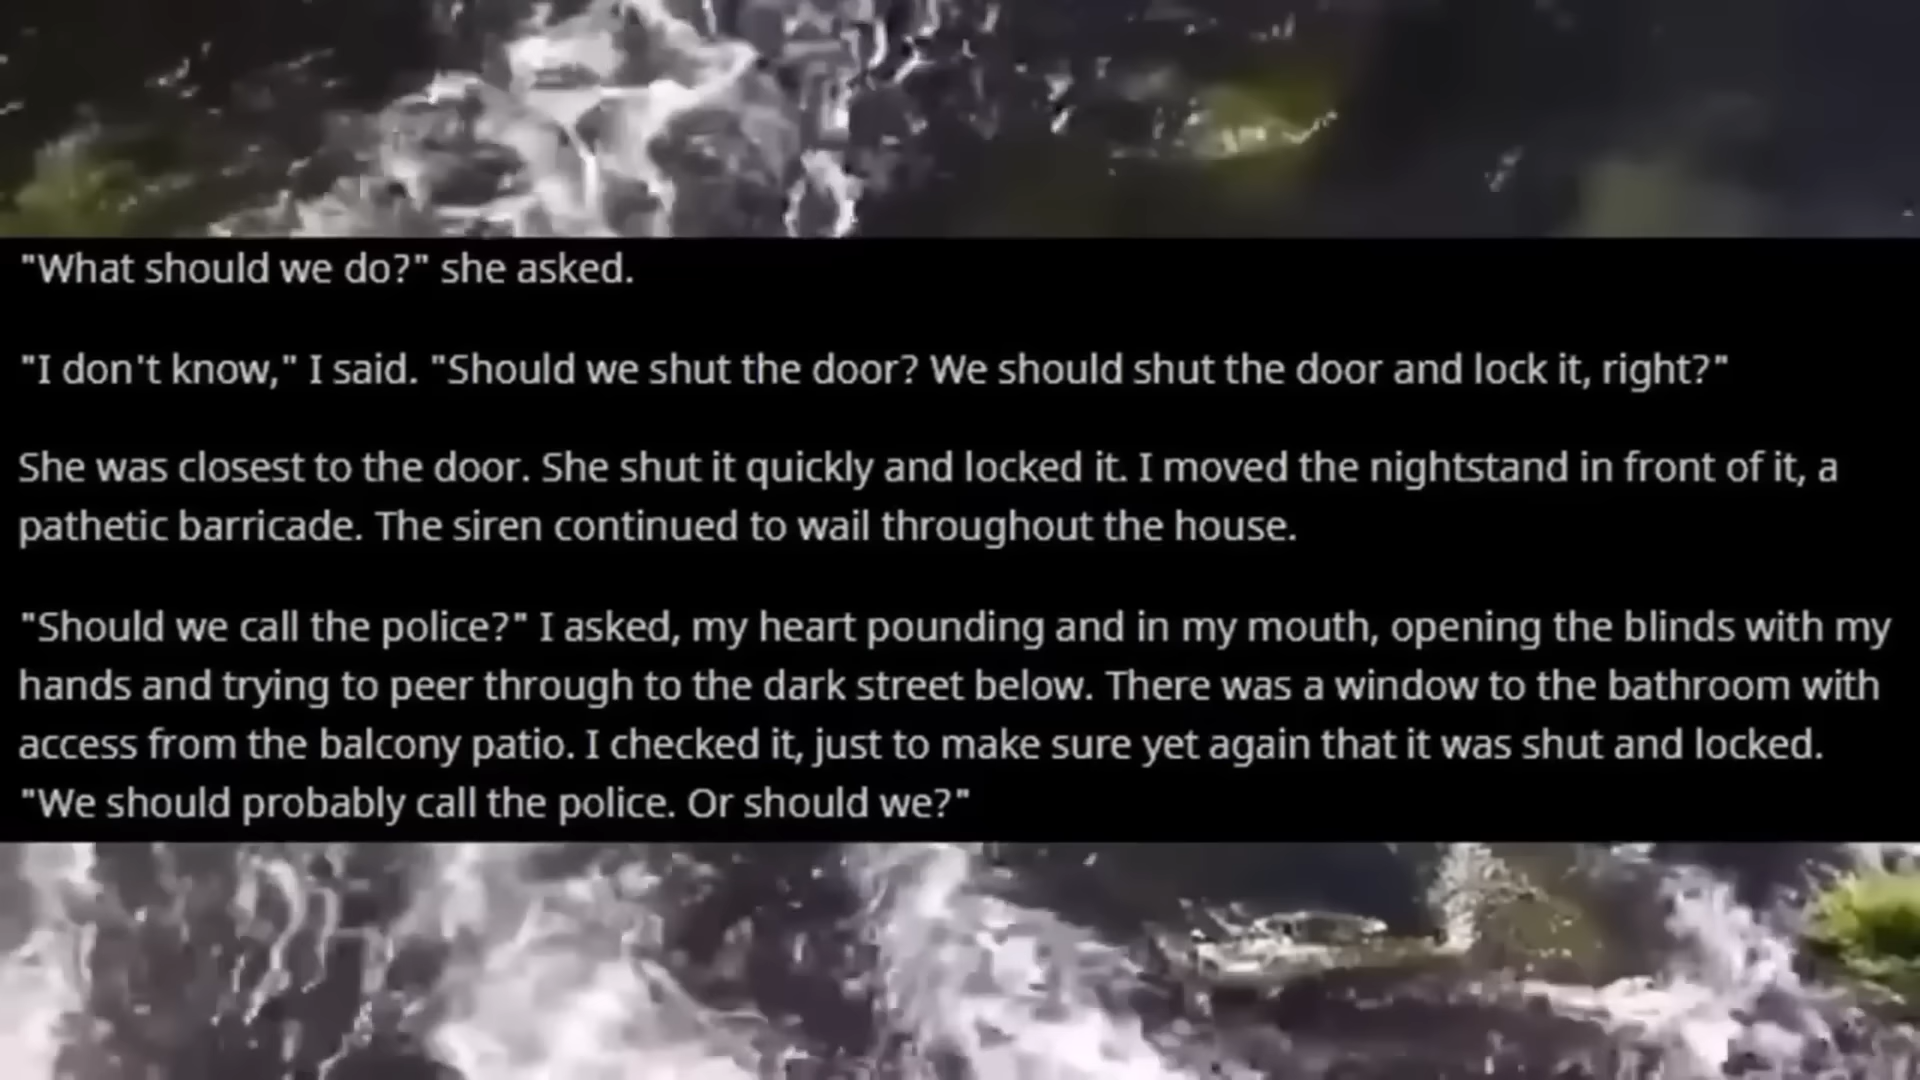 "What should we do?" she asked.
"I don't know," I said. "Should we shut the door? We should shut the door and lock it, right?"
She was closest to the door. She shut it quickly and locked it. I moved the nightstand in front of it, a
pathetic barricade. The siren continued to wail throughout the house.
"Should we call the police?" I asked, my heart pounding and in my mouth, opening the blinds with my
hands and trying to peer through to the dark street below. There was a window to the bathroom with
access from the balcony patio. I checked it, just to make sure yet again that it was shut and locked.
"We should probably call the police. Or should we?"